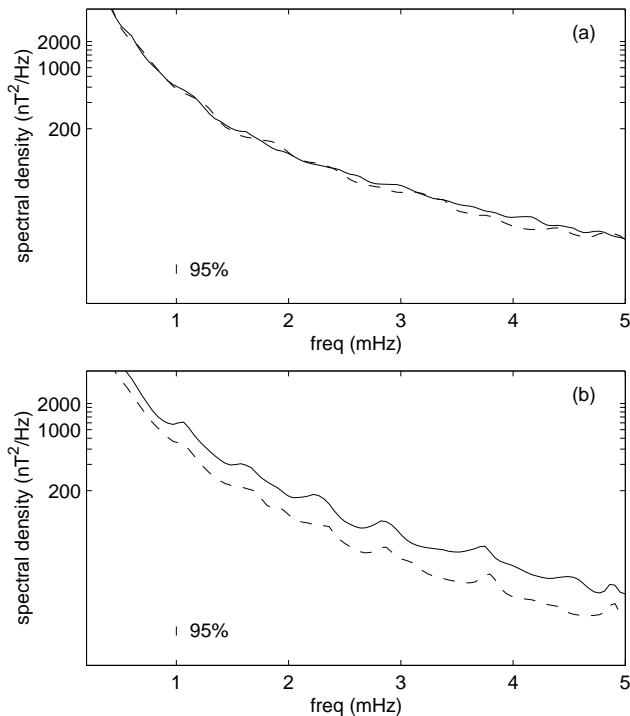 (a)
2000
1000
200
spectral density (nT²/Hz)
95%
1 2 3 4 5
freq (mHz)
(b)
2000
1000
200
spectral density (nT²/Hz)
95%
1 2 3 4 5
freq (mHz)